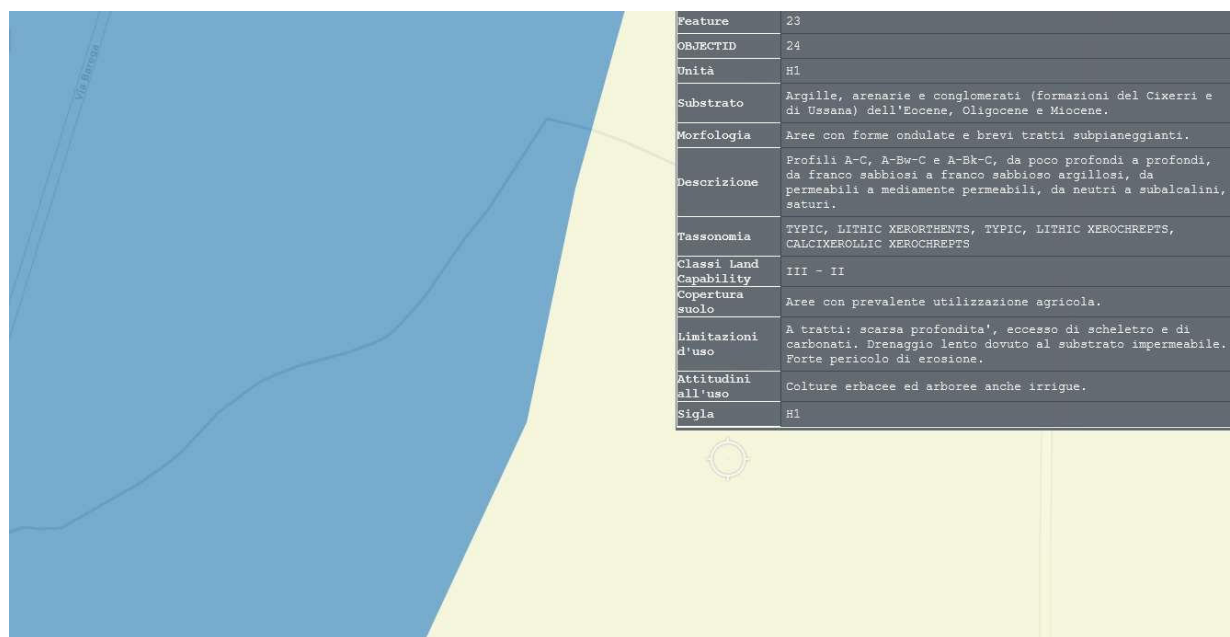 Via Barega
Feature 23
OBJECTID 24
Unità H1
Substrato Argille, arenarie e conglomerati (formazioni del Cixerri e
di Ussana) dell'Eocene, Oligocene e Miocene.
Morfologia Aree con forme ondulate e brevi tratti subpianeggianti.
Descrizione Profili A-C, A-Bw-C e A-Bk-C, da poco profondi a profondi,
da franco sabbiosi a franco sabbioso argillosi, da
permeabili a mediamente permeabili, da neutri a subalcalini,
saturi.
Tassonomia TYPIC, LITHIC XERORTHENTS, TYPIC, LITHIC XEROCHREPTS,
CALCIXEROLLIC XEROCHREPTS
Classi Land
Capability III - II
Copertura
suolo Aree con prevalente utilizzazione agricola.
Limitazioni
d'uso A tratti: scarsa profondita', eccesso di scheletro e di
carbonati. Drenaggio lento dovuto al substrato impermeabile.
Forte pericolo di erosione.
Attitudini
all'uso Colture erbacee ed arboree anche irrigue.
Sigla H1